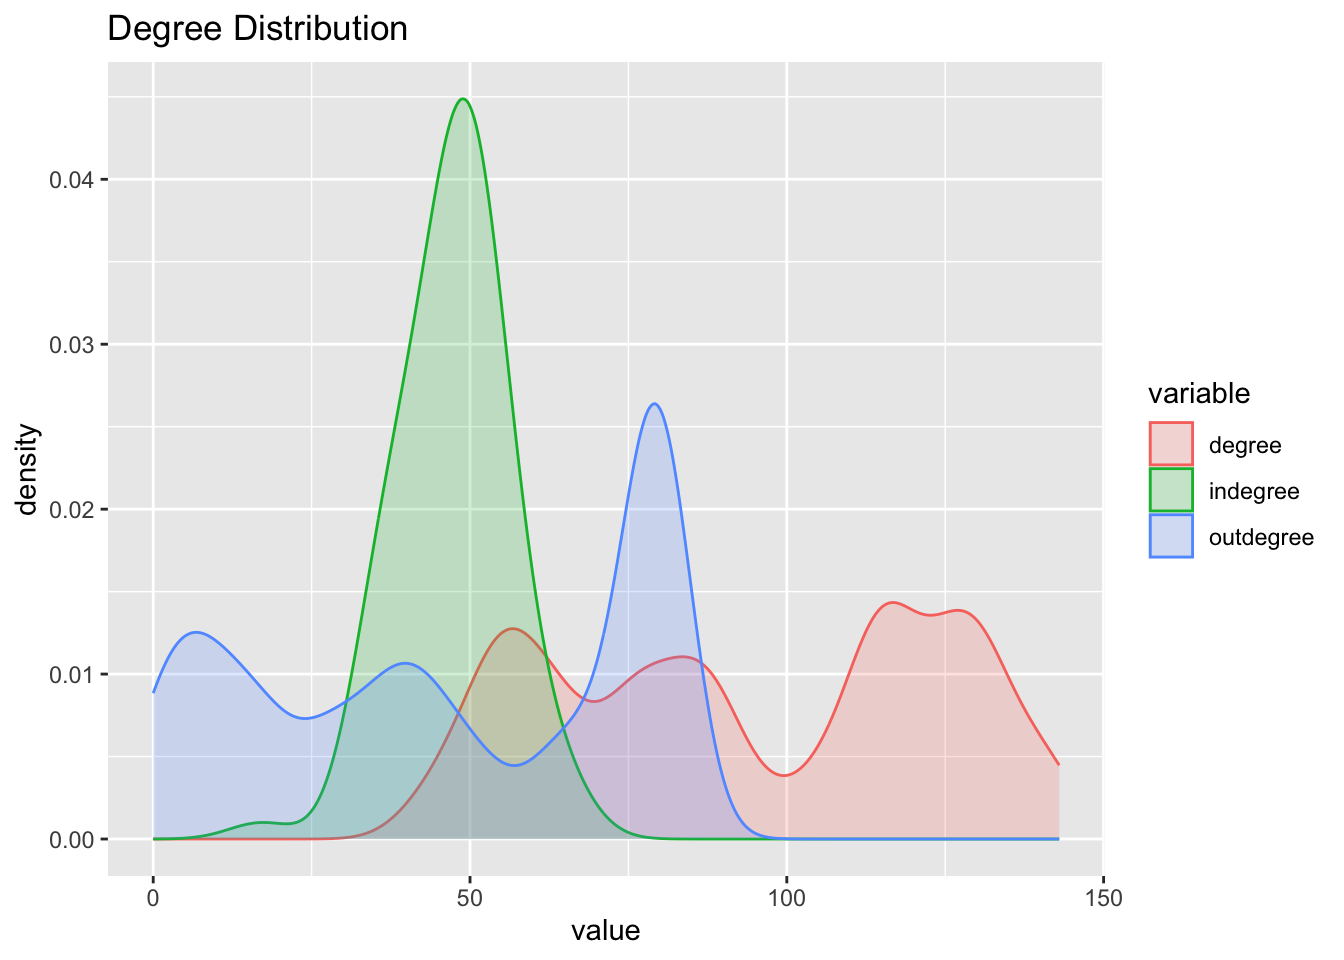 Degree Distribution
density
0.04
0.03
0.02
0.01
0.00
0
50
100
150
value
variable
degree
indegree
outdegree